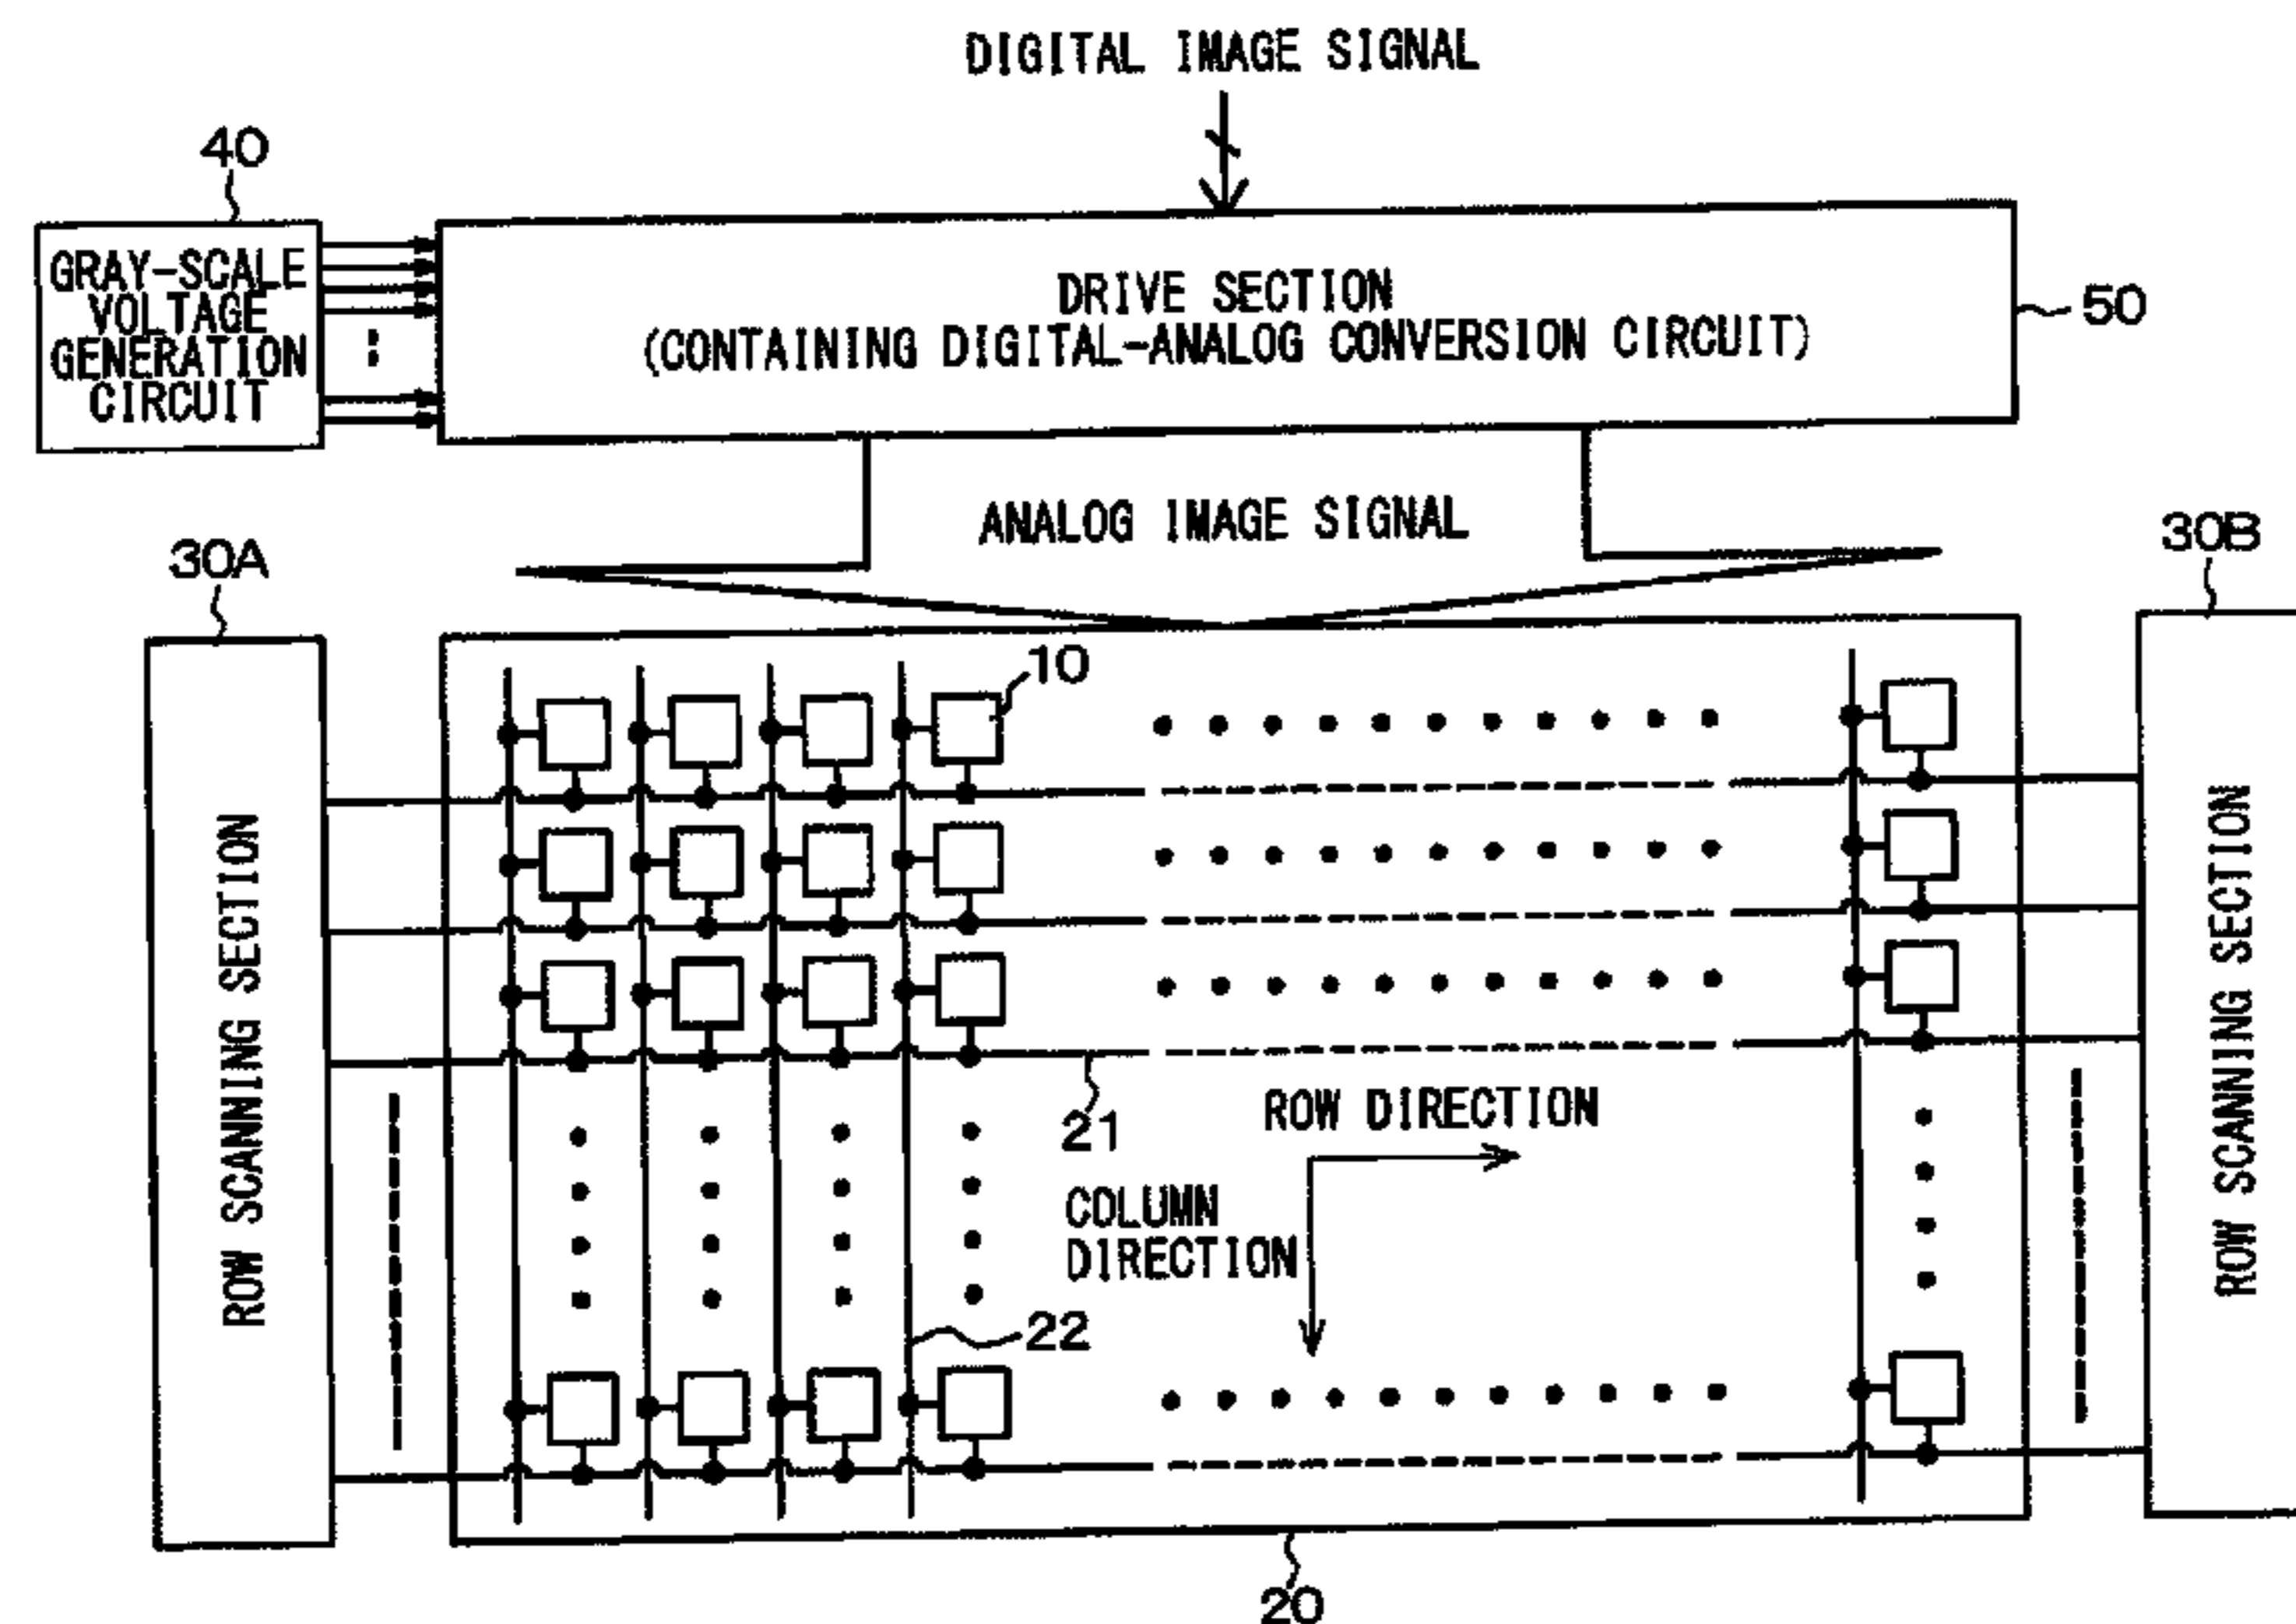 DIGITAL IMAGE SIGNAL
40
GRAY-SCALE
VOLTAGE
GENERATION
CIRCUIT
DRIVE SECTION
(CONTAINING DIGITAL-ANALOG CONVERSION CIRCUIT)
50
ANALOG IMAGE SIGNAL
30A
30B
10
ROW SCANNING SECTION
ROW SCANNING SECTION
21
ROW DIRECTION
COLUMN
DIRECTION
22
20